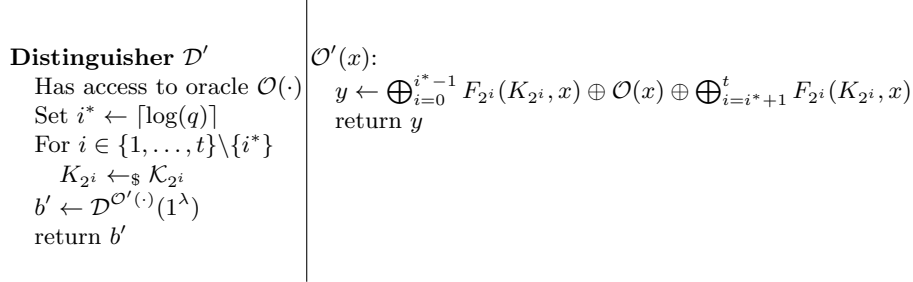 Distinguisher 𝒟′
Has access to oracle 𝒪(·)
Set i* ← ⌈log(q)⌉
For i ∈ {1, …, t}\{i*}
K_{2^i} ←$ 𝒦_{2^i}
b′ ← 𝒟^{𝒪′(·)}(1^λ)
return b′
𝒪′(x):
y ← ⨁_{i=0}^{i*−1} F_{2^i}(K_{2^i}, x) ⊕ 𝒪(x) ⊕ ⨁_{i=i*+1}^{t} F_{2^i}(K_{2^i}, x)
return y